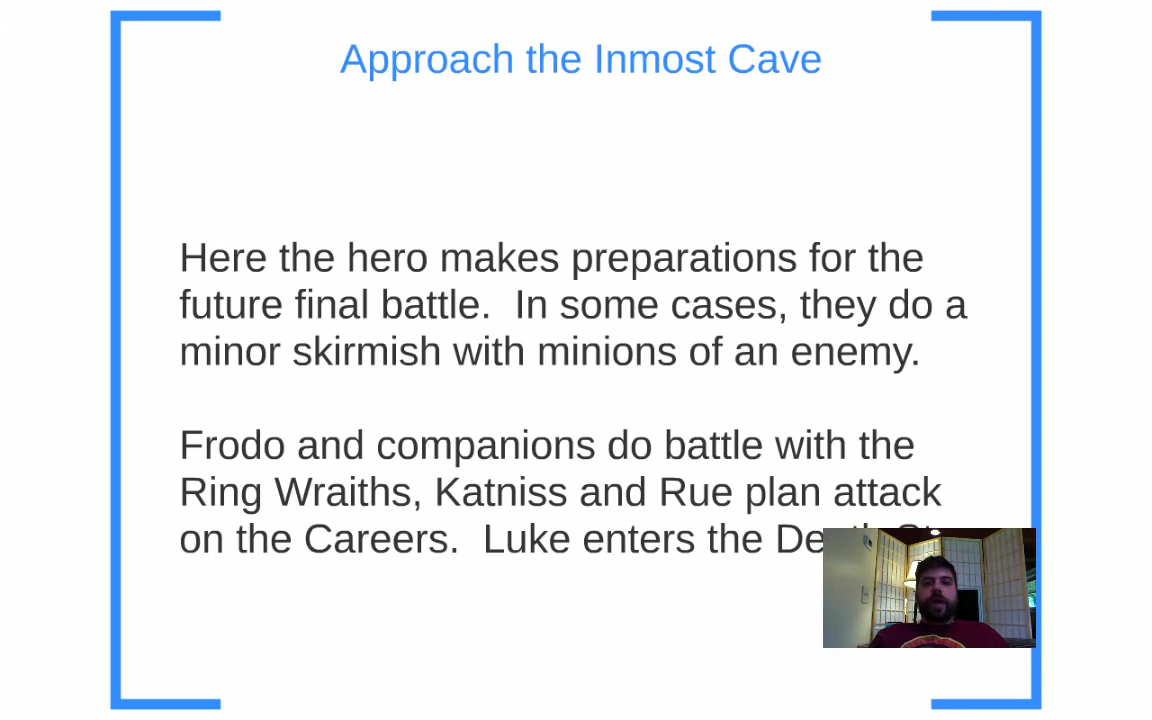 Approach the Inmost Cave
Here the hero makes preparations for the
future final battle.  In some cases, they do a
minor skirmish with minions of an enemy.
Frodo and companions do battle with the
Ring Wraiths, Katniss and Rue plan attack
on the Careers.  Luke enters the